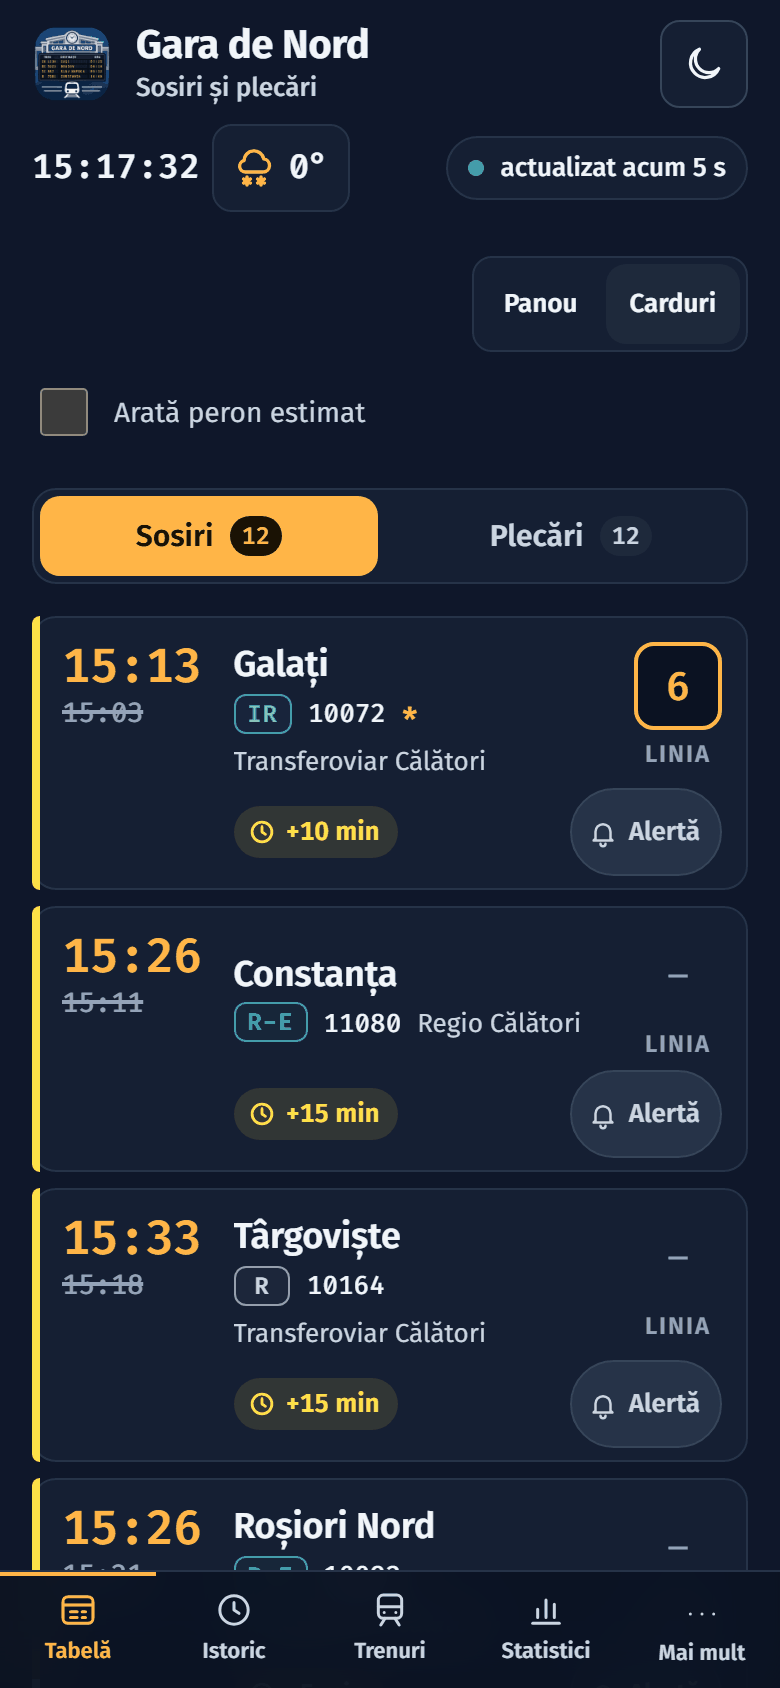 GARA DE NORD
Gara de Nord
Sosiri și plecări
15:17:32
0°
actualizat acum 5 s
Panou
Carduri
Arată peron estimat
Sosiri 12
Plecări 12
15:13
15:03
Galați
IR 10072 *
Transferoviar Călători
+10 min
6
LINIA
Alertă
15:26
15:11
Constanța
R-E 11080 Regio Călători
+15 min
–
LINIA
Alertă
15:33
15:18
Târgoviște
R 10164
Transferoviar Călători
+15 min
–
LINIA
Alertă
15:26
Roșiori Nord
–
Tabelă
Istoric
Trenuri
Statistici
Mai mult